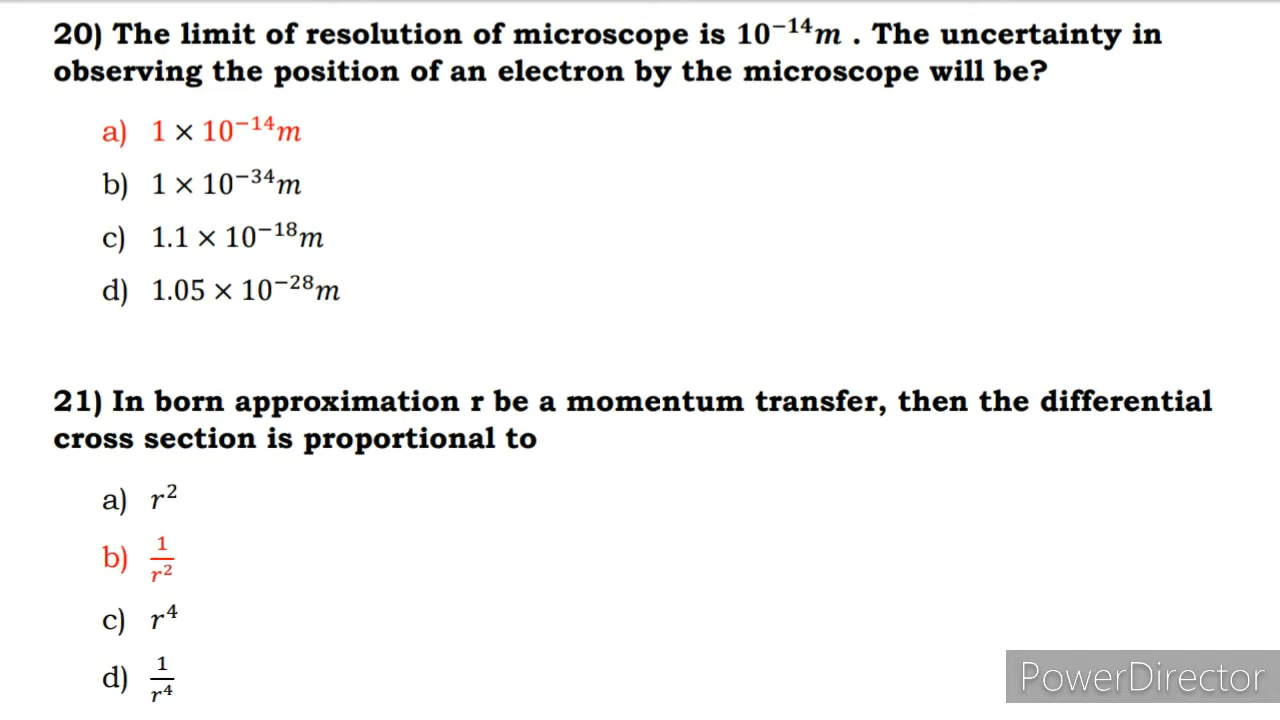 20) The limit of resolution of microscope is 10⁻¹⁴m . The uncertainty in
observing the position of an electron by the microscope will be?
a) 1 × 10⁻¹⁴m
b) 1 × 10⁻³⁴m
c) 1.1 × 10⁻¹⁸m
d) 1.05 × 10⁻²⁸m
21) In born approximation r be a momentum transfer, then the differential
cross section is proportional to
a) r²
b) 1/r²
c) r⁴
d) 1/r⁴
PowerDirector